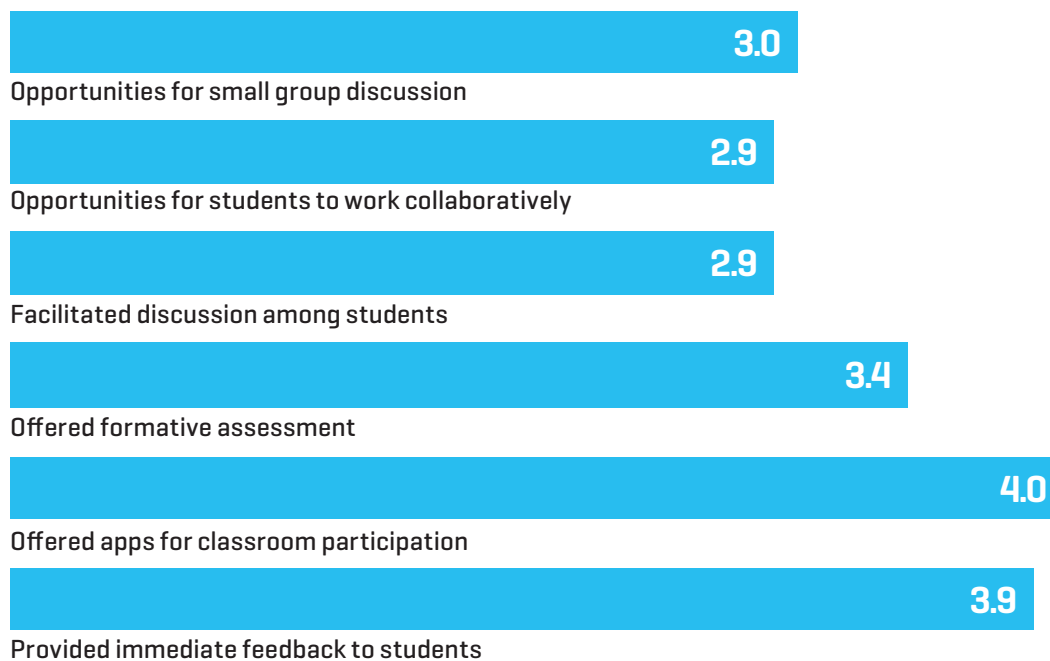 3.0
Opportunities for small group discussion
2.9
Opportunities for students to work collaboratively
2.9
Facilitated discussion among students
3.4
Offered formative assessment
4.0
Offered apps for classroom participation
3.9
Provided immediate feedback to students